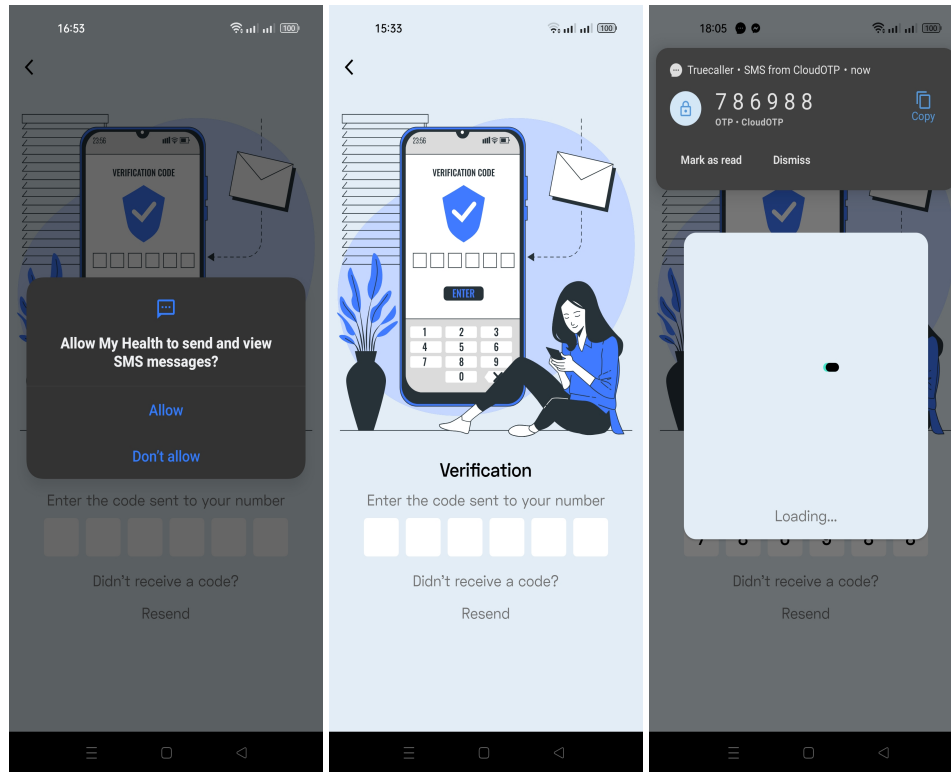 16:53
100
23:56
VERIFICATION CODE
Allow My Health to send and view
SMS messages?
Allow
Don't allow
Enter the code sent to your number
Didn't receive a code?
Resend
15:33
100
23:56
VERIFICATION CODE
ENTER
1 2 3
4 5 6
7 8 9
0
Verification
Enter the code sent to your number
Didn't receive a code?
Resend
18:05
100
Truecaller • SMS from CloudOTP • now
786988
OTP • CloudOTP
Copy
Mark as read Dismiss
Loading...
Didn't receive a code?
Resend